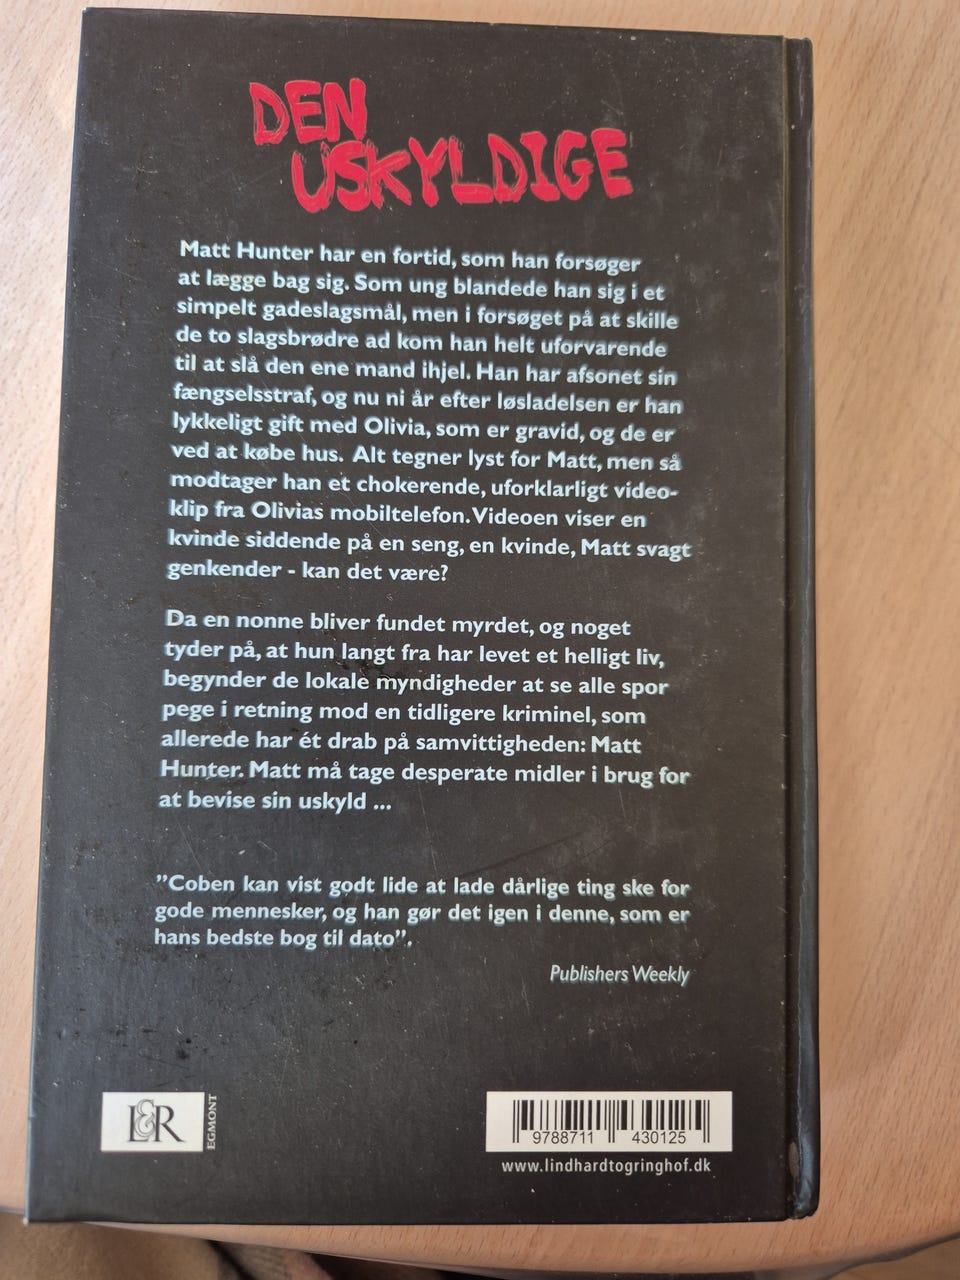 DEN
USKYLDIGE
Matt Hunter har en fortid, som han forsøger
at lægge bag sig. Som ung blandede han sig i et
simpelt gadeslagsmål, men i forsøget på at skille
de to slagsbrødre ad kom han helt uforvarende
til at slå den ene mand ihjel. Han har afsonet sin
fængselsstraf, og nu ni år efter løsladelsen er han
lykkeligt gift med Olivia, som er gravid, og de er
ved at købe hus. Alt tegner lyst for Matt, men så
modtager han et chokerende, uforklarligt video-
klip fra Olivias mobiltelefon. Videoen viser en
kvinde siddende på en seng, en kvinde, Matt svagt
genkender - kan det være?
Da en nonne bliver fundet myrdet, og noget
tyder på, at hun langt fra har levet et helligt liv,
begynder de lokale myndigheder at se alle spor
pege i retning mod en tidligere kriminel, som
allerede har ét drab på samvittigheden: Matt
Hunter. Matt må tage desperate midler i brug for
at bevise sin uskyld ...
”Coben kan vist godt lide at lade dårlige ting ske for
gode mennesker, og han gør det igen i denne, som er
hans bedste bog til dato”.
Publishers Weekly
L&R
EGMONT
9788711 430125
www.lindhardtogringhof.dk